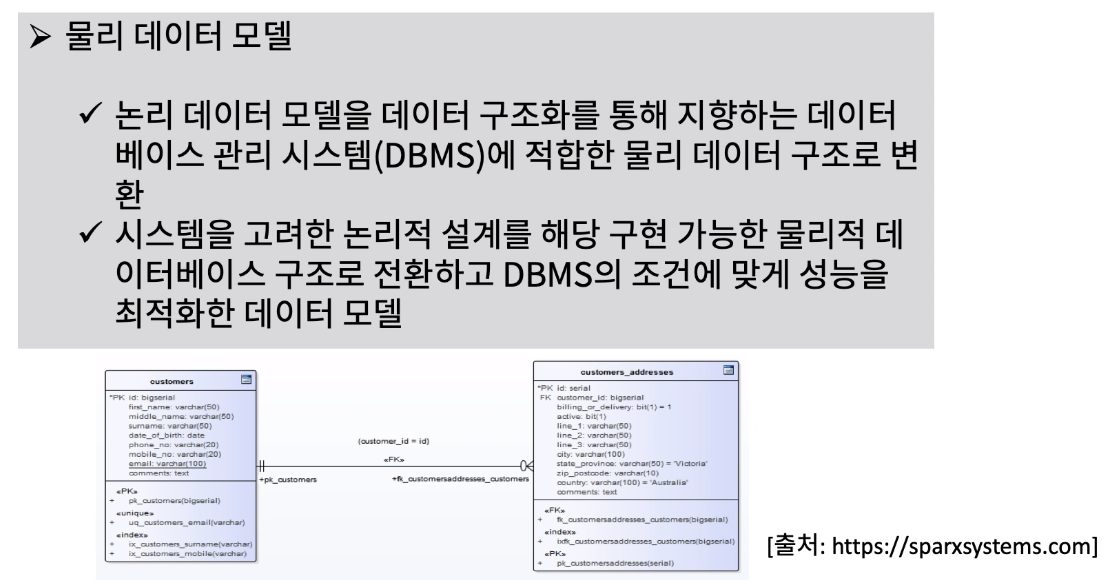 ➢ 물리 데이터 모델
✓ 논리 데이터 모델을 데이터 구조화를 통해 지향하는 데이터
베이스 관리 시스템(DBMS)에 적합한 물리 데이터 구조로 변
환
✓ 시스템을 고려한 논리적 설계를 해당 구현 가능한 물리적 데
이터베이스 구조로 전환하고 DBMS의 조건에 맞게 성능을
최적화한 데이터 모델
customers
*PK id: bigserial
first_name: varchar(50)
middle_name: varchar(50)
surname: varchar(50)
date_of_birth: date
phone_no: varchar(20)
mobile_no: varchar(20)
email: varchar(100)
comments: text
«PK»
+ pk_customers(bigserial)
«unique»
+ uq_customers_email(varchar)
«index»
+ ix_customers_surname(varchar)
+ ix_customers_mobile(varchar)
(customer_id = id)
«FK»
+pk_customers
+fk_customersaddresses_customers
customers_addresses
*PK id: serial
FK customer_id: bigserial
billing_or_delivery: bit(1) = 1
active: bit(1)
line_1: varchar(50)
line_2: varchar(50)
line_3: varchar(50)
city: varchar(100)
state_province: varchar(50) = 'Victoria'
zip_postcode: varchar(10)
country: varchar(100) = 'Australia'
comments: text
«FK»
+ fk_customersaddresses_customers(bigserial)
«index»
+ ixfk_customersaddresses_customers(bigserial)
«PK»
+ pk_customersaddresses(serial)
[출처: https://sparxsystems.com]